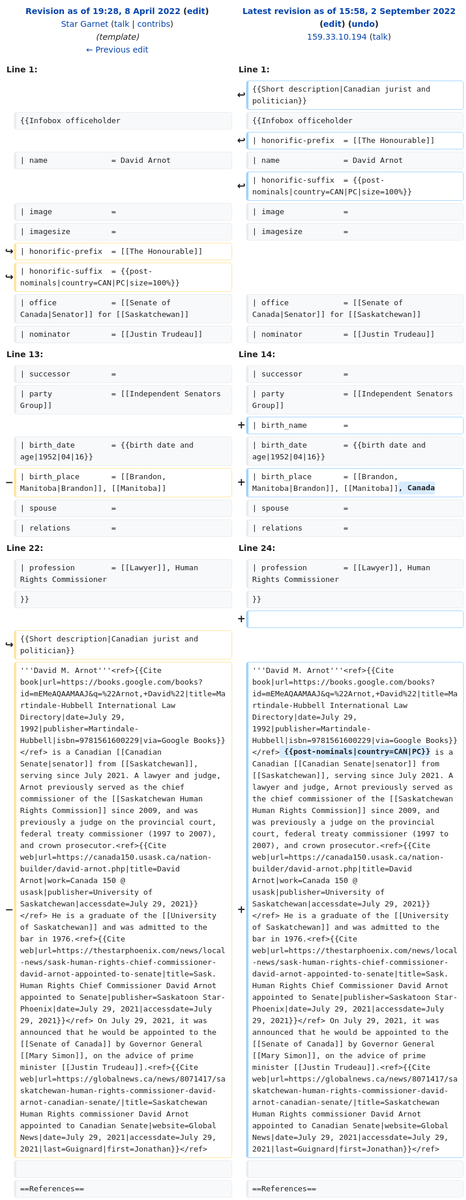 Revision as of 19:28, 8 April 2022 (edit)
Star Garnet (talk | contribs)
(template)
← Previous edit
Latest revision as of 15:58, 2 September 2022
(edit) (undo)
159.33.10.194 (talk)
Line 1:
Line 1:
{{Short description|Canadian jurist and
politician}}
{{Infobox officeholder
{{Infobox officeholder
| honorific-prefix = [[The Honourable]]
| name = David Arnot
| name = David Arnot
| honorific-suffix = {{post-
nominals|country=CAN|PC|size=100%}}
| image =
| image =
| imagesize =
| imagesize =
| honorific-prefix = [[The Honourable]]
| honorific-suffix = {{post-
nominals|country=CAN|PC|size=100%}}
| office = [[Senate of
Canada|Senator]] for [[Saskatchewan]]
| office = [[Senate of
Canada|Senator]] for [[Saskatchewan]]
| nominator = [[Justin Trudeau]]
| nominator = [[Justin Trudeau]]
Line 13:
Line 14:
| successor =
| successor =
| party = [[Independent Senators
Group]]
| party = [[Independent Senators
Group]]
+ | birth_name =
| birth_date = {{birth date and
age|1952|04|16}}
| birth_date = {{birth date and
age|1952|04|16}}
− | birth_place = [[Brandon,
Manitoba|Brandon]], [[Manitoba]]
+ | birth_place = [[Brandon,
Manitoba|Brandon]], [[Manitoba]], Canada
| spouse =
| spouse =
| relations =
| relations =
Line 22:
Line 24:
| profession = [[Lawyer]], Human
Rights Commissioner
| profession = [[Lawyer]], Human
Rights Commissioner
}}
}}
+
{{Short description|Canadian jurist and
politician}}
−
'''David M. Arnot'''<ref>{{Cite
book|url=https://books.google.com/books?
id=mEMeAQAAMAAJ&q=%22Arnot,+David%22|title=Ma
rtindale-Hubbell International Law
Directory|date=July 29,
1992|publisher=Martindale-
Hubbell|isbn=9781561600229|via=Google Books}}
</ref> is a Canadian [[Canadian
Senate|senator]] from [[Saskatchewan]],
serving since July 2021. A lawyer and judge,
Arnot previously served as the chief
commissioner of the [[Saskatchewan Human
Rights Commission]] since 2009, and was
previously a judge on the provincial court,
federal treaty commissioner (1997 to 2007),
and crown prosecutor.<ref>{{Cite
web|url=https://canada150.usask.ca/nation-
builder/david-arnot.php|title=David
Arnot|work=Canada 150 @
usask|publisher=University of
Saskatchewan|accessdate=July 29, 2021}}
</ref> He is a graduate of the [[University
of Saskatchewan]] and was admitted to the
bar in 1976.<ref>{{Cite
web|url=https://thestarphoenix.com/news/local
-news/sask-human-rights-chief-commissioner-
david-arnot-appointed-to-senate|title=Sask.
Human Rights Chief Commissioner David Arnot
appointed to Senate|publisher=Saskatoon Star-
Phoenix|date=July 29, 2021|accessdate=July
29, 2021}}</ref> On July 29, 2021, it was
announced that he would be appointed to the
[[Senate of Canada]] by Governor General
[[Mary Simon]], on the advice of prime
minister [[Justin Trudeau]].<ref>{{Cite
web|url=https://globalnews.ca/news/8071417/sa
skatchewan-human-rights-commissioner-david-
arnot-canadian-senate/|title=Saskatchewan
Human Rights commissioner David Arnot
appointed to Canadian Senate|website=Global
News|date=July 29, 2021|accessdate=July 29,
2021|last=Guignard|first=Jonathan}}</ref>
+
'''David M. Arnot'''<ref>{{Cite
book|url=https://books.google.com/books?
id=mEMeAQAAMAAJ&q=%22Arnot,+David%22|title=Ma
rtindale-Hubbell International Law
Directory|date=July 29,
1992|publisher=Martindale-
Hubbell|isbn=9781561600229|via=Google Books}}
</ref> {{post-nominals|country=CAN|PC}} is a
Canadian [[Canadian Senate|senator]] from
[[Saskatchewan]], serving since July 2021. A
lawyer and judge, Arnot previously served as
the chief commissioner of the [[Saskatchewan
Human Rights Commission]] since 2009, and
was previously a judge on the provincial
court, federal treaty commissioner (1997 to
2007), and crown prosecutor.<ref>{{Cite
web|url=https://canada150.usask.ca/nation-
builder/david-arnot.php|title=David
Arnot|work=Canada 150 @
usask|publisher=University of
Saskatchewan|accessdate=July 29, 2021}}
</ref> He is a graduate of the [[University
of Saskatchewan]] and was admitted to the
bar in 1976.<ref>{{Cite
web|url=https://thestarphoenix.com/news/local
-news/sask-human-rights-chief-commissioner-
david-arnot-appointed-to-senate|title=Sask.
Human Rights Chief Commissioner David Arnot
appointed to Senate|publisher=Saskatoon Star-
Phoenix|date=July 29, 2021|accessdate=July
29, 2021}}</ref> On July 29, 2021, it was
announced that he would be appointed to the
[[Senate of Canada]] by Governor General
[[Mary Simon]], on the advice of prime
minister [[Justin Trudeau]].<ref>{{Cite
web|url=https://globalnews.ca/news/8071417/sa
skatchewan-human-rights-commissioner-david-
arnot-canadian-senate/|title=Saskatchewan
Human Rights commissioner David Arnot
appointed to Canadian Senate|website=Global
News|date=July 29, 2021|accessdate=July 29,
2021|last=Guignard|first=Jonathan}}</ref>
==References==
==References==